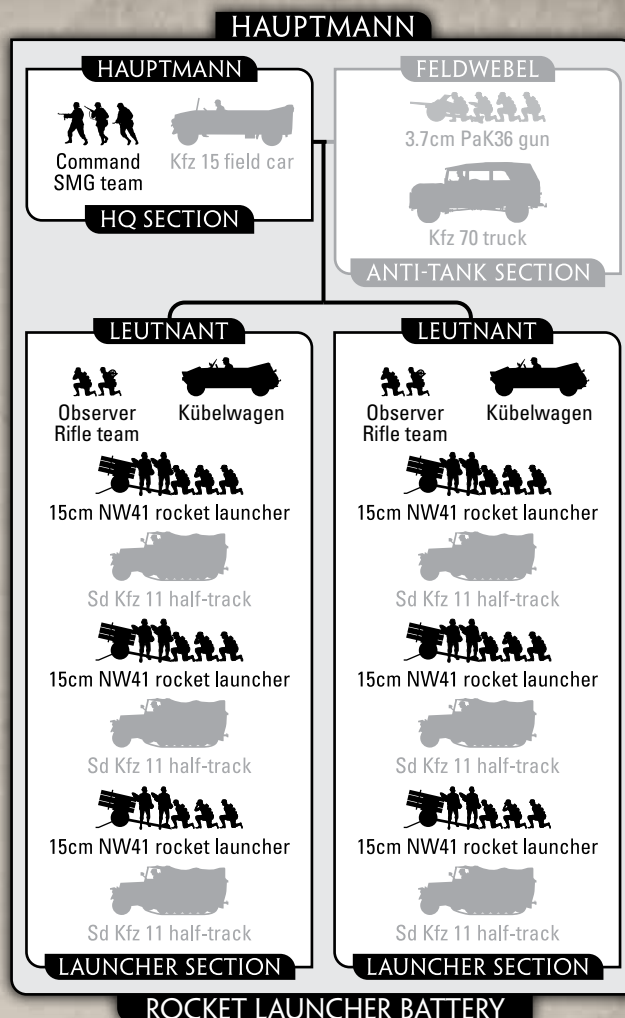 HAUPTMANN
HAUPTMANN
Command
SMG team
Kfz 15 field car
HQ SECTION
FELDWEBEL
3.7cm PaK36 gun
Kfz 70 truck
ANTI-TANK SECTION
LEUTNANT
Observer
Rifle team
Kübelwagen
15cm NW41 rocket launcher
Sd Kfz 11 half-track
15cm NW41 rocket launcher
Sd Kfz 11 half-track
15cm NW41 rocket launcher
Sd Kfz 11 half-track
LAUNCHER SECTION
LEUTNANT
Observer
Rifle team
Kübelwagen
15cm NW41 rocket launcher
Sd Kfz 11 half-track
15cm NW41 rocket launcher
Sd Kfz 11 half-track
15cm NW41 rocket launcher
Sd Kfz 11 half-track
LAUNCHER SECTION
ROCKET LAUNCHER BATTERY